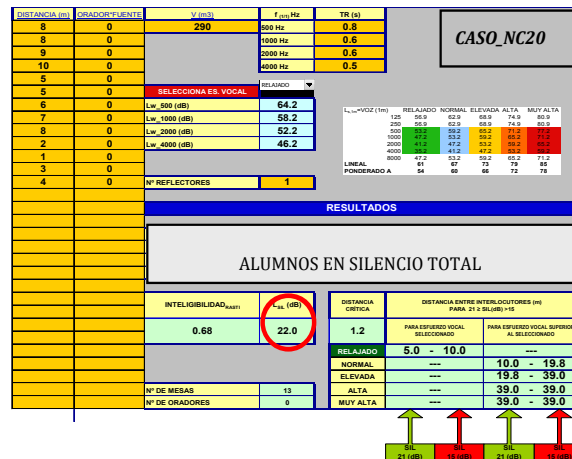 DISTANCIA (m) ORADOR*FUENTE V (m3) f (1/1) Hz TR (s)
8 0 290 500 Hz 0.8
8 0 1000 Hz 0.6
9 0 2000 Hz 0.6
10 0 4000 Hz 0.5
CASO_NC20
5 0
5 0 SELECCIONA ES. VOCAL RELAJADO
6 0 Lw_500 (dB) 64.2
7 0 Lw_1000 (dB) 58.2
8 0 Lw_2000 (dB) 52.2
2 0 Lw_4000 (dB) 46.2
1 0
3 0
4 0 Nº REFLECTORES 1
=VOZ (1m) RELAJADO NORMAL ELEVADA ALTA MUY ALTA
125 56.9 62.9 68.9 74.9 80.9
250 56.9 62.9 68.9 74.9 80.9
500 53.2 59.2 65.2 71.2 77.2
1000 47.2 53.2 59.2 65.2 71.2
2000 41.2 47.2 53.2 59.2 65.2
4000 35.2 41.2 47.2 53.2 59.2
8000 47.2 53.2 59.2 65.2 71.2
LINEAL 61 67 73 79 85
PONDERADO A 54 60 66 72 78
RESULTADOS
ALUMNOS EN SILENCIO TOTAL
INTELIGIBILIDAD RASTI L SIL (dB)
0.68 22.0
Nº DE MESAS 13
Nº DE ORADORES 0
DISTANCIA CRÍTICA
1.2
DISTANCIA ENTRE INTERLOCUTORES (m)
PARA 21 ≥ SIL(dB) >15
PARA ESFUERZO VOCAL SELECCIONADO
PARA ESFUERZO VOCAL SUPERIOR AL SELECCIONADO
RELAJADO 5.0 - 10.0 ---
NORMAL --- 10.0 - 19.8
ELEVADA --- 19.8 - 39.0
ALTA --- 39.0 - 39.0
MUY ALTA --- 39.0 - 39.0
SIL SIL SIL SIL
21 (dB) 15 (dB) 21 (dB) 15 (dB)